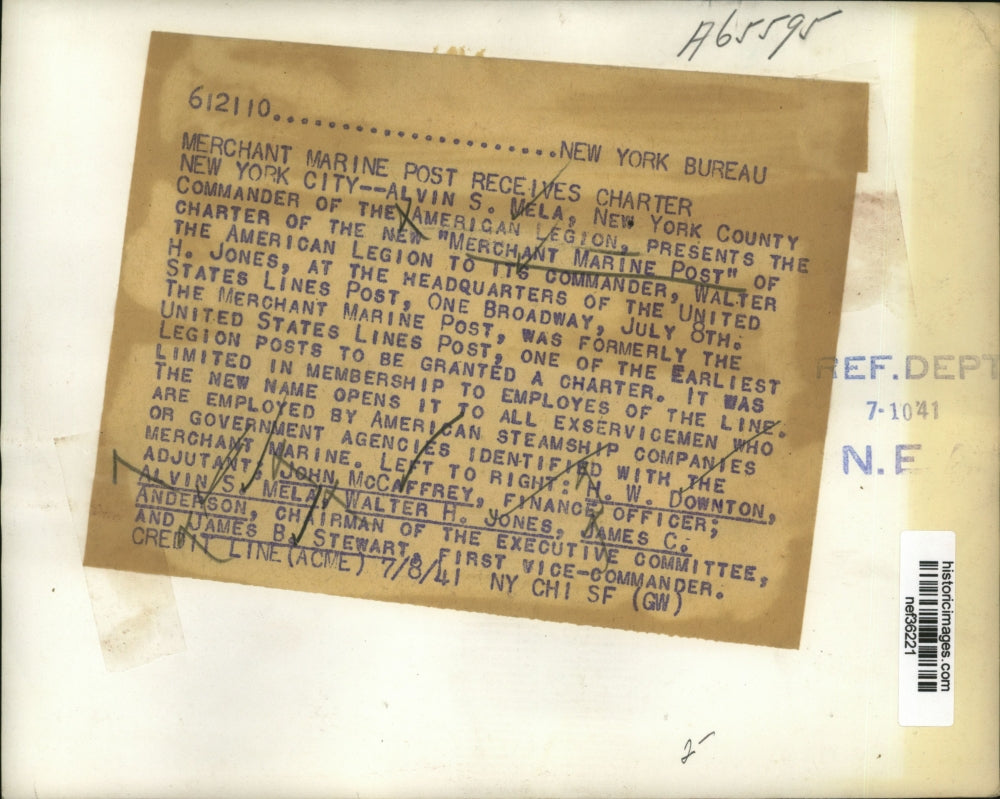 A65595
612110......................NEW YORK BUREAU
MERCHANT MARINE POST RECEIVES CHARTER
NEW YORK CITY--ALVIN S. MELA, NEW YORK COUNTY
COMMANDER OF THE AMERICAN LEGION, PRESENTS THE
CHARTER OF THE NEW "MERCHANT MARINE POST" OF
THE AMERICAN LEGION TO ITS COMMANDER, WALTER
H. JONES, AT THE HEADQUARTERS OF THE UNITED
STATES LINES POST, ONE BROADWAY, JULY 8TH.
THE MERCHANT MARINE POST, WAS FORMERLY THE
UNITED STATES LINES POST, ONE OF THE EARLIEST
LEGION POSTS TO BE GRANTED A CHARTER. IT WAS
LIMITED IN MEMBERSHIP TO EMPLOYES OF THE LINE.
THE NEW NAME OPENS IT TO ALL EXSERVICEMEN WHO
ARE EMPLOYED BY AMERICAN STEAMSHIP COMPANIES
OR GOVERNMENT AGENCIES IDENTIFIED WITH THE
MERCHANT MARINE. LEFT TO RIGHT: H. W. DOWNTON,
ADJUTANT, JOHN MCCAFFREY, FINANCE OFFICER;
ALVIN S. MELA, WALTER H. JONES, JAMES C.
ANDERSON, CHAIRMAN OF THE EXECUTIVE COMMITTEE,
AND JAMES B. STEWART, FIRST VICE-COMMANDER.
CREDIT LINE (ACME) 7/8/41 NY CHI SF (GW)
REF.DEPT
7-10'41
N.E
historicimages.com
nef36221